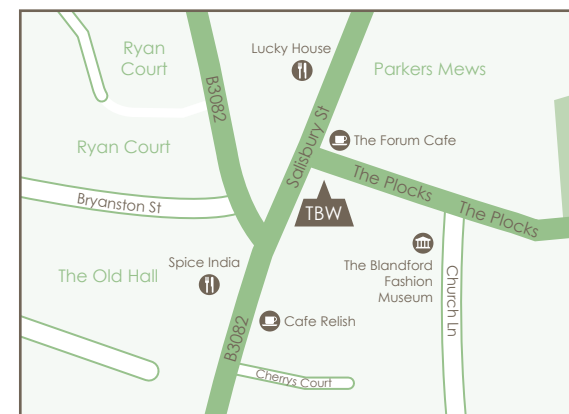 Ryan
Court
Lucky House
Parkers Mews
B3082
Salisbury St
The Forum Cafe
Ryan Court
The Plocks
The Plocks
Bryanston St
TBW
The Blandford
Fashion
Museum
Church Ln
Spice India
The Old Hall
Cafe Relish
B3082
Cherrys Court